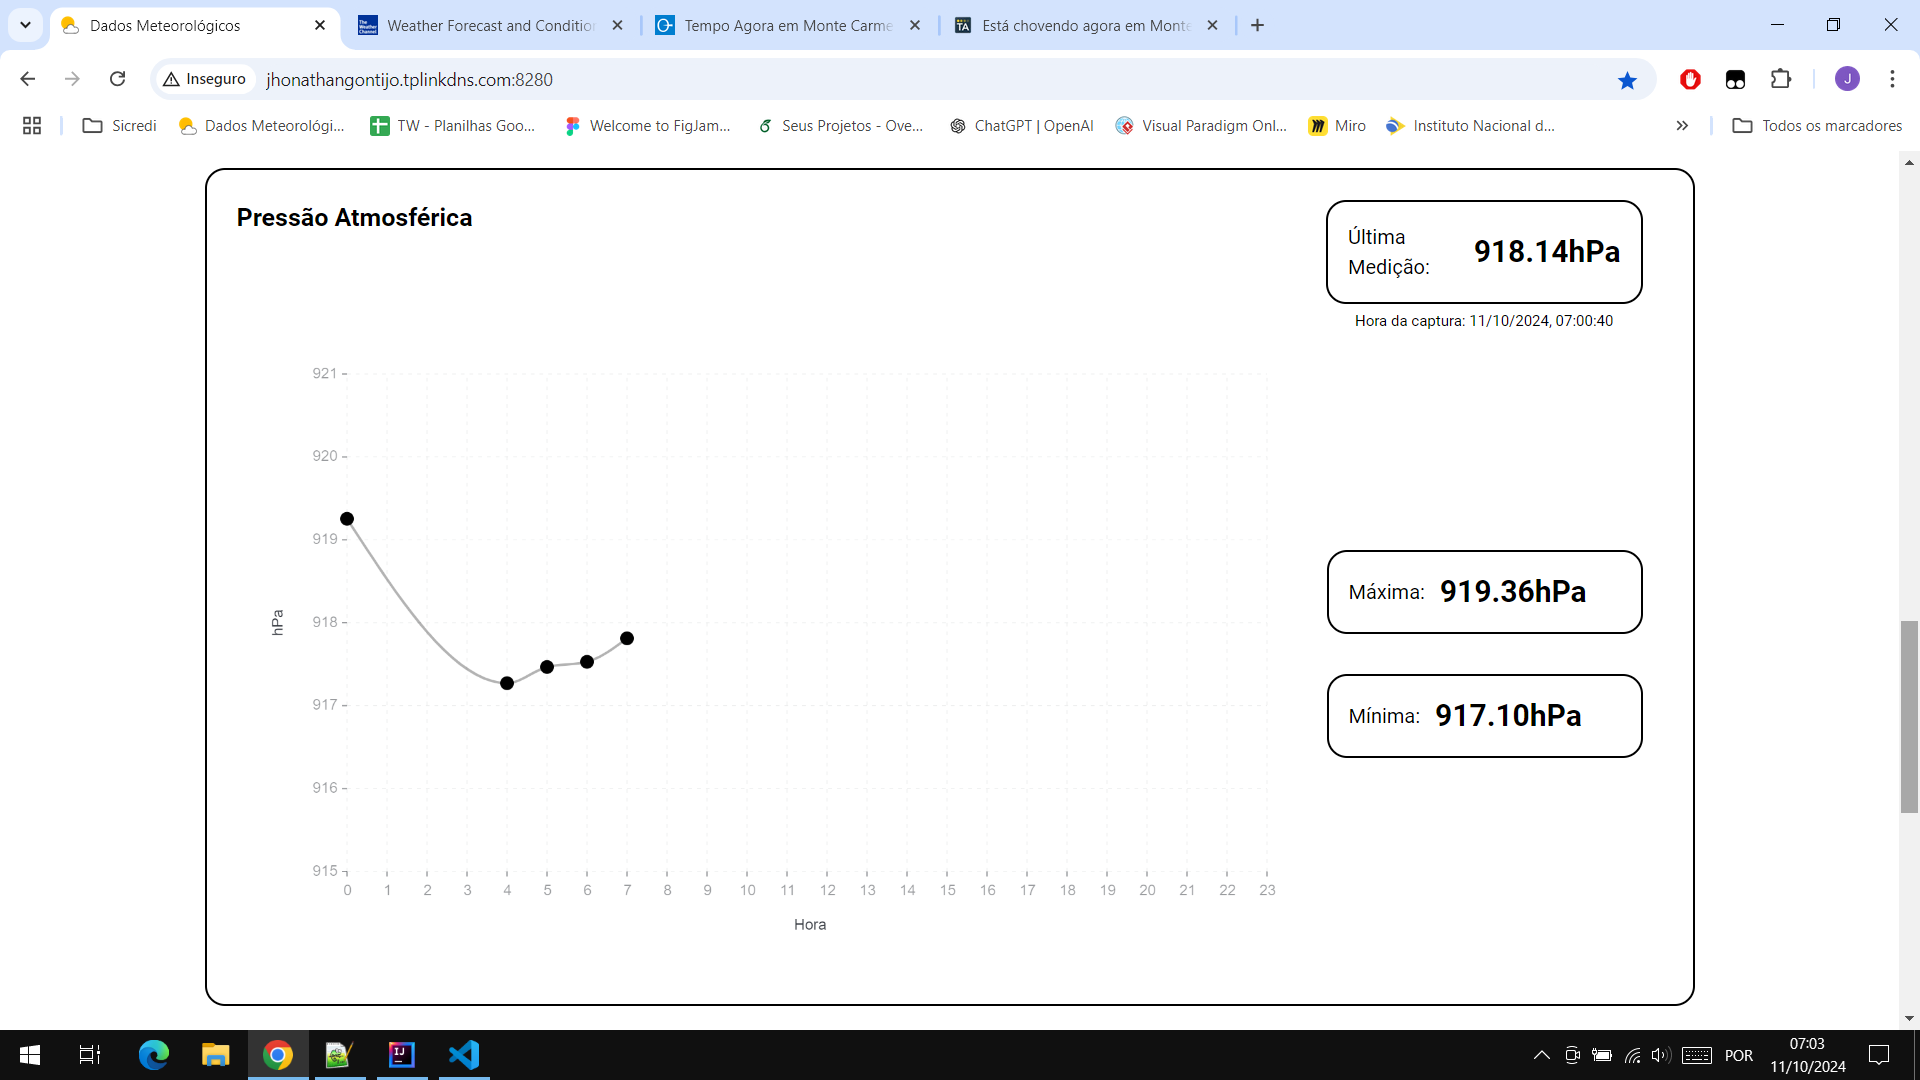 Dados Meteorológicos
Weather Forecast and Conditio
Tempo Agora em Monte Carme
Está chovendo agora em Monte
Inseguro
jhonathangontijo.tplinkdns.com:8280
J
Sicredi
Dados Meteorológi...
TW - Planilhas Goo...
Welcome to FigJam...
Seus Projetos - Ove...
ChatGPT | OpenAI
Visual Paradigm Onl...
Miro
Instituto Nacional d...
Todos os marcadores
Pressão Atmosférica
Última
Medição:
918.14hPa
Hora da captura: 11/10/2024, 07:00:40
921
920
919
918
917
916
915
hPa
0 1 2 3 4 5 6 7 8 9 10 11 12 13 14 15 16 17 18 19 20 21 22 23
Hora
Máxima: 919.36hPa
Mínima: 917.10hPa
POR
07:03
11/10/2024